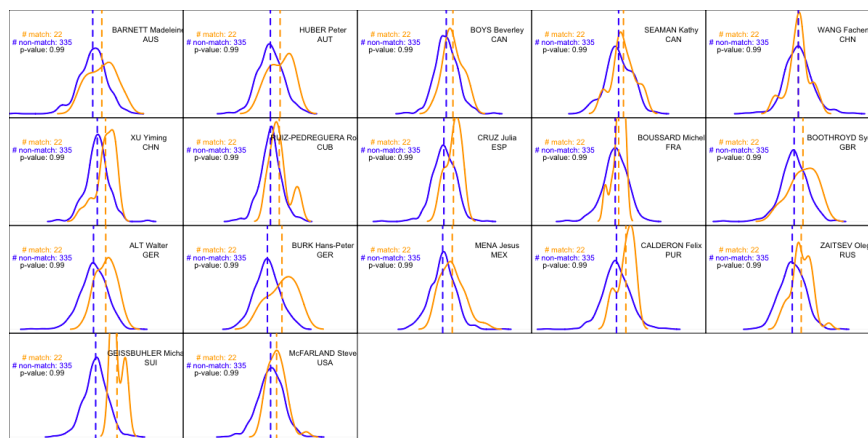 BARNETT Madeleine
AUS
# match: 22
# non-match: 335
p-value: 0.99
HUBER Peter
AUT
# match: 22
# non-match: 335
p-value: 0.99
BOYS Beverley
CAN
# match: 22
# non-match: 335
p-value: 0.99
SEAMAN Kathy
CAN
# match: 22
# non-match: 335
p-value: 0.99
WANG Fachen
CHN
# match: 22
# non-match: 335
p-value: 0.99
XU Yiming
CHN
# match: 22
# non-match: 335
p-value: 0.99
RUIZ-PEDREGUERA Ro
CUB
# match: 22
# non-match: 335
p-value: 0.99
CRUZ Julia
ESP
# match: 22
# non-match: 335
p-value: 0.99
BOUSSARD Michel
FRA
# match: 22
# non-match: 335
p-value: 0.99
BOOTHROYD Sy
GBR
# match: 22
# non-match: 335
p-value: 0.99
ALT Walter
GER
# match: 22
# non-match: 335
p-value: 0.99
BURK Hans-Peter
GER
# match: 22
# non-match: 335
p-value: 0.99
MENA Jesus
MEX
# match: 22
# non-match: 335
p-value: 0.99
CALDERON Felix
PUR
# match: 22
# non-match: 335
p-value: 0.99
ZAITSEV Oleg
RUS
# match: 22
# non-match: 335
p-value: 0.99
GEISSBUHLER Micha
SUI
# match: 22
# non-match: 335
p-value: 0.99
McFARLAND Steve
USA
# match: 22
# non-match: 335
p-value: 0.99